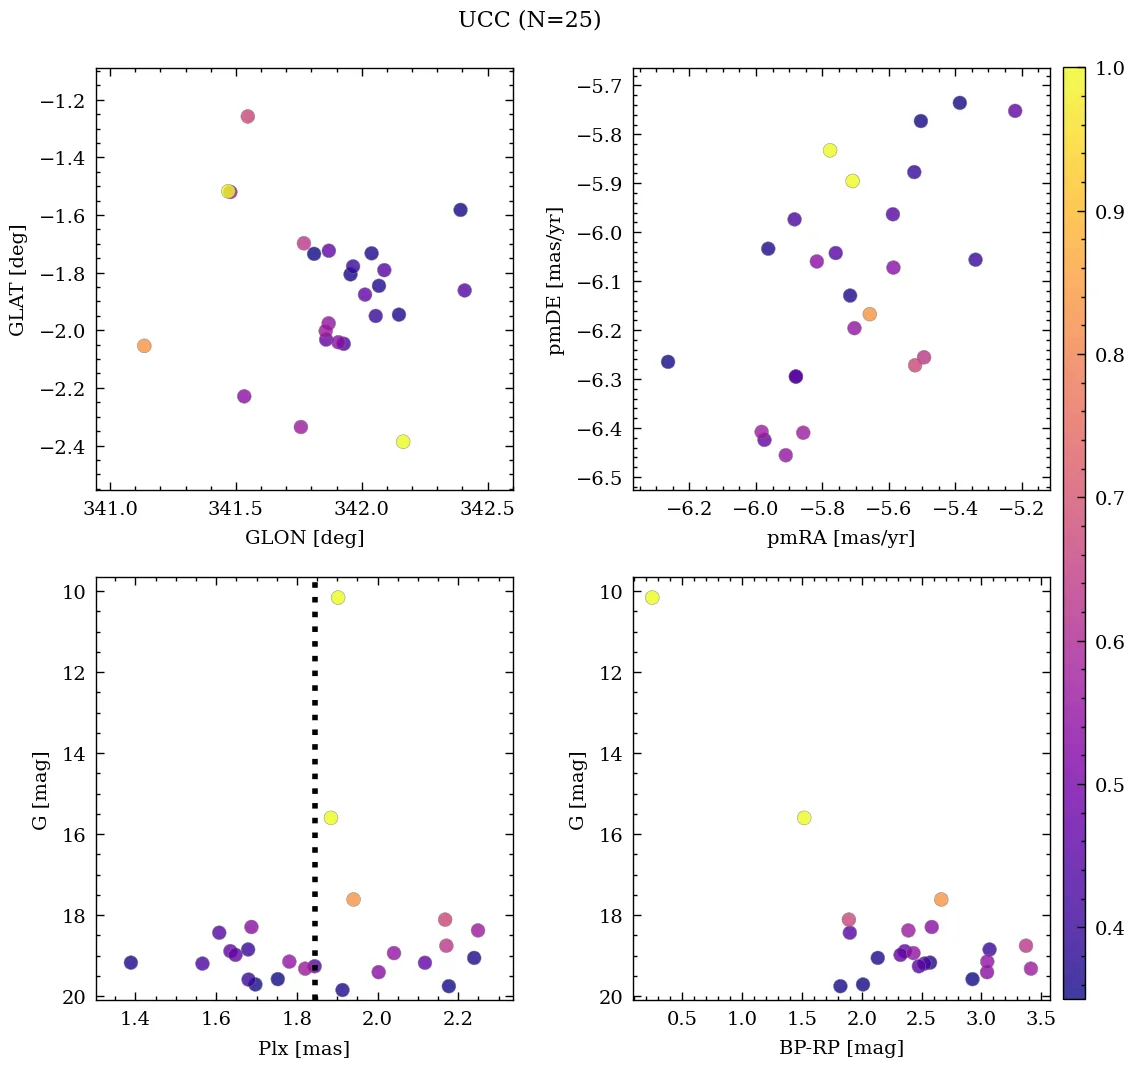 UCC (N=25)
−1.2
−1.4
−1.6
−1.8
−2.0
−2.2
−2.4
GLAT [deg]
341.0 341.5 342.0 342.5
GLON [deg]
−5.7
−5.8
−5.9
−6.0
−6.1
−6.2
−6.3
−6.4
−6.5
pmDE [mas/yr]
−6.2 −6.0 −5.8 −5.6 −5.4 −5.2
pmRA [mas/yr]
10
12
14
16
18
20
G [mag]
1.4 1.6 1.8 2.0 2.2
Plx [mas]
10
12
14
16
18
20
G [mag]
0.5 1.0 1.5 2.0 2.5 3.0 3.5
BP-RP [mag]
1.0
0.9
0.8
0.7
0.6
0.5
0.4